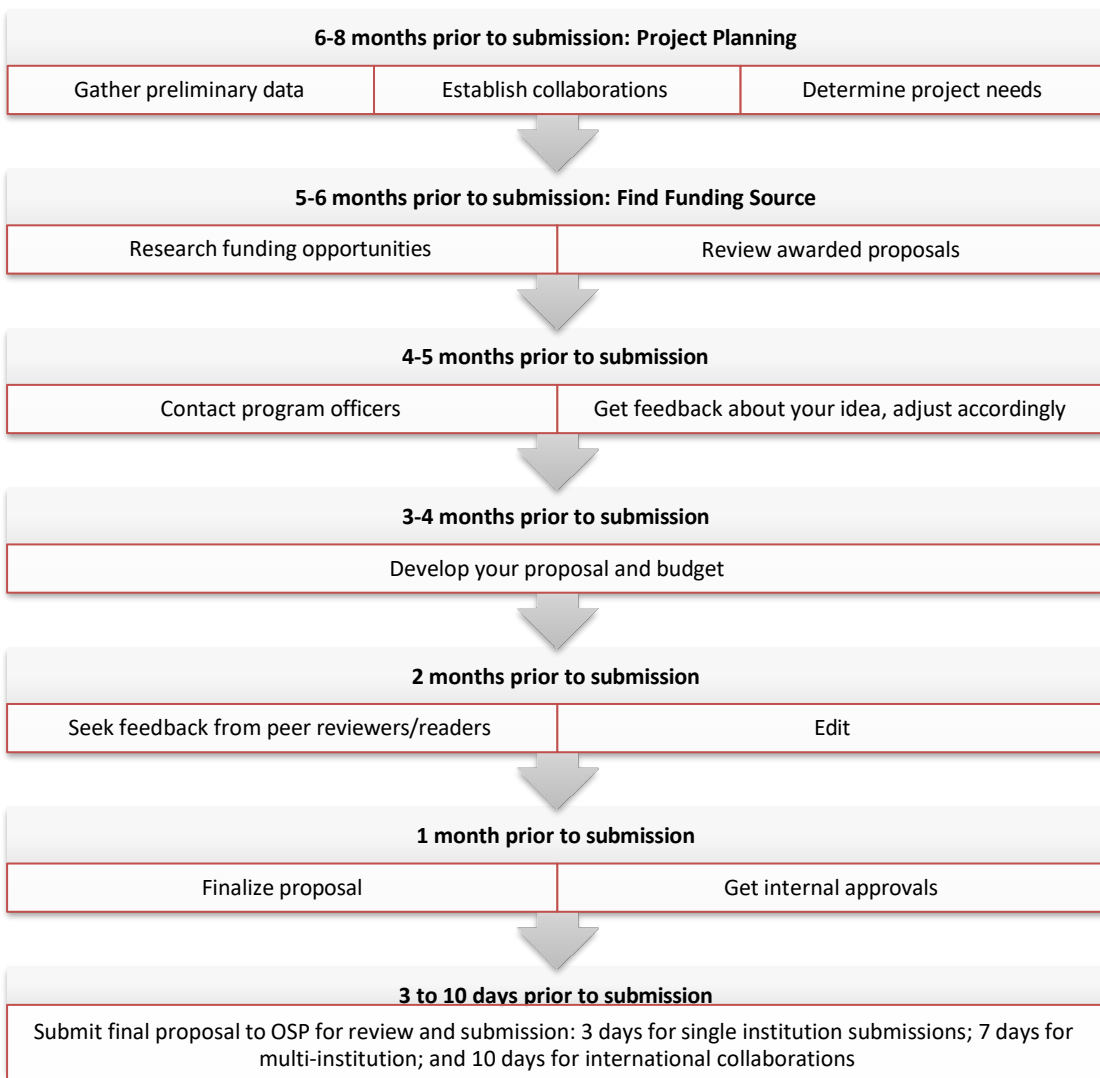 6-8 months prior to submission: Project Planning
Gather preliminary data
Establish collaborations
Determine project needs
5-6 months prior to submission: Find Funding Source
Research funding opportunities
Review awarded proposals
4-5 months prior to submission
Contact program officers
Get feedback about your idea, adjust accordingly
3-4 months prior to submission
Develop your proposal and budget
2 months prior to submission
Seek feedback from peer reviewers/readers
Edit
1 month prior to submission
Finalize proposal
Get internal approvals
3 to 10 days prior to submission
Submit final proposal to OSP for review and submission: 3 days for single institution submissions; 7 days for
multi-institution; and 10 days for international collaborations